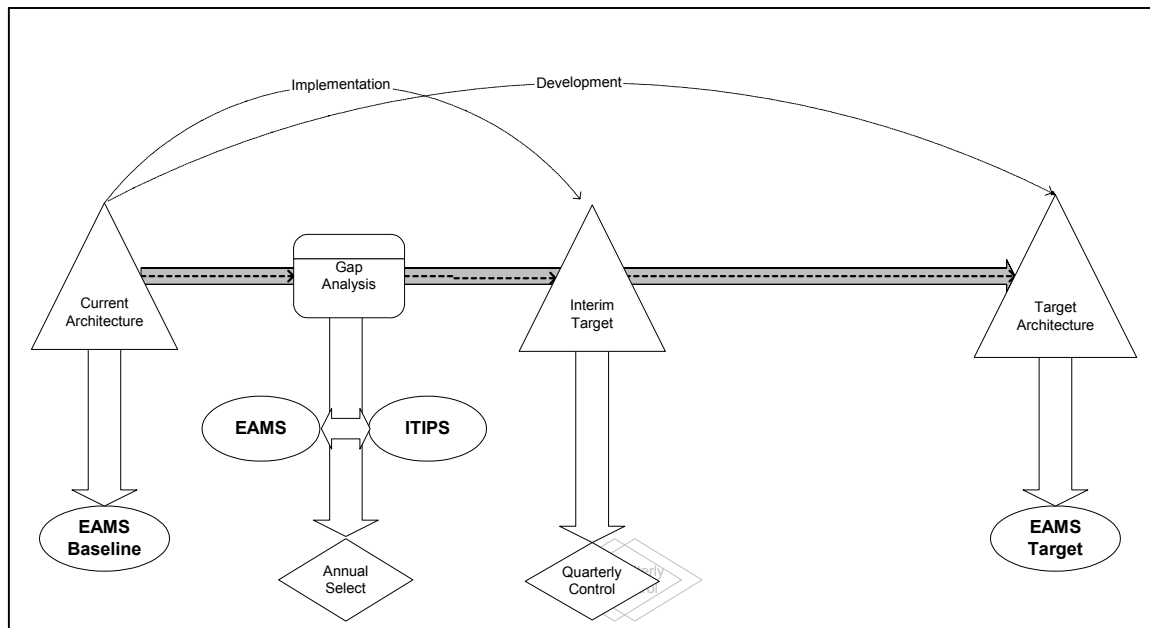 Implementation
Development
Gap
Analysis
Current
Architecture
Interim
Target
Target
Architecture
EAMS
ITIPS
EAMS
Baseline
Annual
Select
Quarterly
Control
EAMS
Target